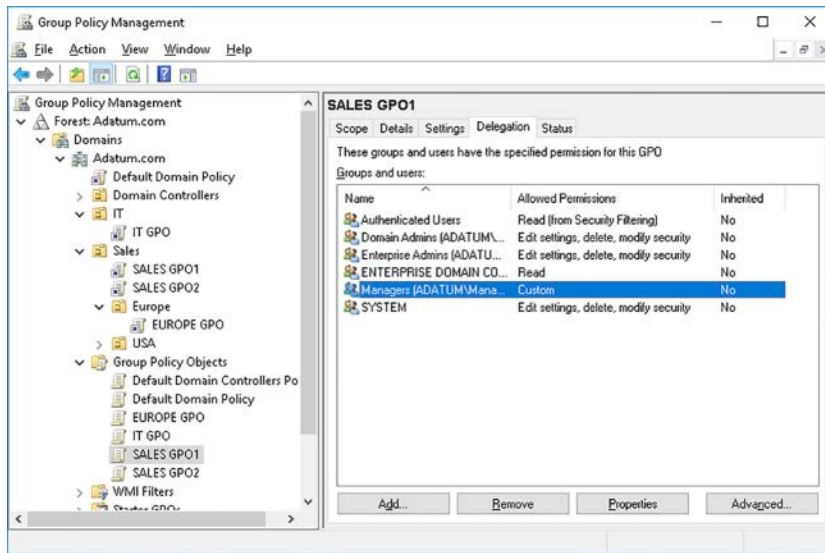 Group Policy Management
File Action View Window Help
Group Policy Management
Forest: Adatum.com
Domains
Adatum.com
Default Domain Policy
Domain Controllers
IT
IT GPO
Sales
SALES GPO1
SALES GPO2
Europe
EUROPE GPO
USA
Group Policy Objects
Default Domain Controllers Po
Default Domain Policy
EUROPE GPO
IT GPO
SALES GPO1
SALES GPO2
WMI Filters
Starter GPOs
SALES GPO1
Scope Details Settings Delegation Status
These groups and users have the specified permission for this GPO
Groups and users:
Name Allowed Permissions Inherited
Authenticated Users Read (from Security Filtering) No
Domain Admins (ADATUM\... Edit settings, delete, modify security No
Enterprise Admins (ADATU... Edit settings, delete, modify security No
ENTERPRISE DOMAIN CO... Read No
Managers (ADATUM\Mana... Custom No
SYSTEM Edit settings, delete, modify security No
Add... Remove Properties Advanced...